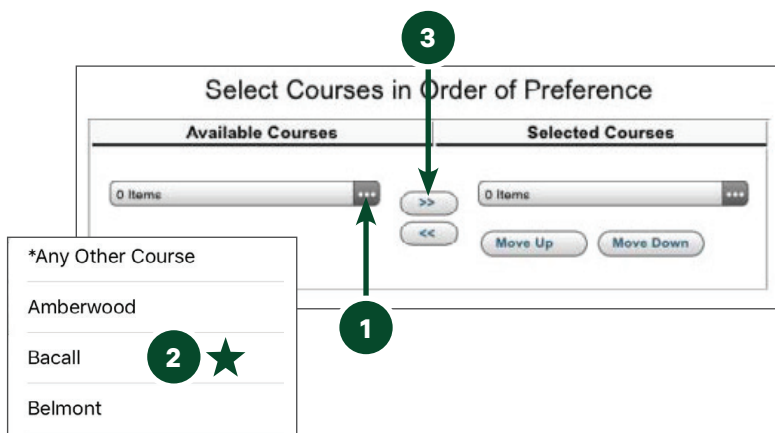 3
Select Courses in Order of Preference
Available Courses
Selected Courses
0 Items
...
>>
0 Items
...
<<
Move Up
Move Down
*Any Other Course
Amberwood
1
Bacall
2
Belmont